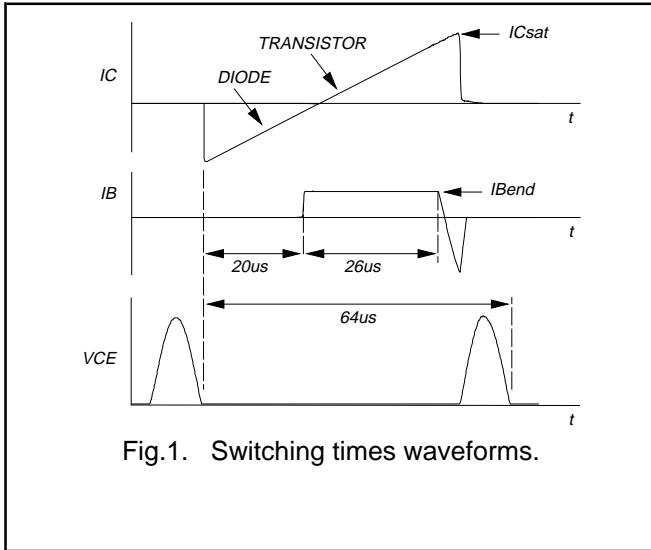 ICsat
TRANSISTOR
IC
DIODE
t
IB
IBend
t
20us
26us
64us
VCE
t
Fig.1. Switching times waveforms.